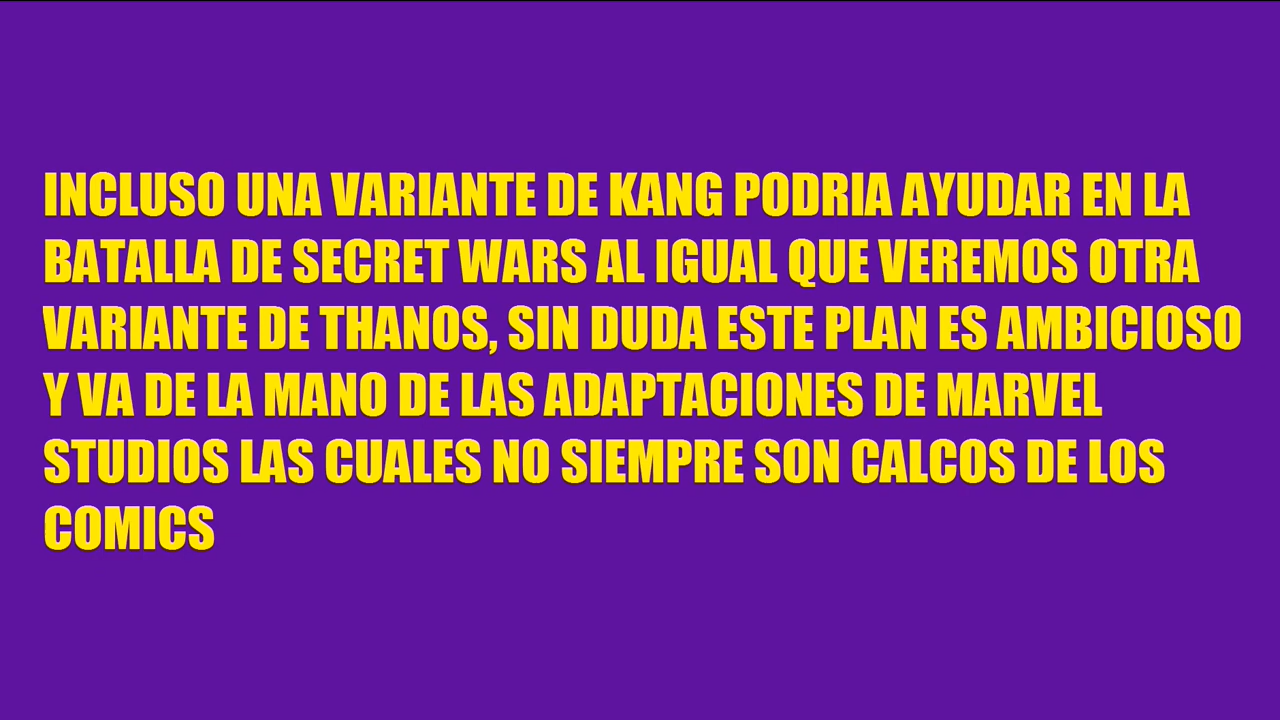 INCLUSO UNA VARIANTE DE KANG PODRIA AYUDAR EN LA
BATALLA DE SECRET WARS AL IGUAL QUE VEREMOS OTRA
VARIANTE DE THANOS, SIN DUDA ESTE PLAN ES AMBICIOSO
Y VA DE LA MANO DE LAS ADAPTACIONES DE MARVEL
STUDIOS LAS CUALES NO SIEMPRE SON CALCOS DE LOS
COMICS